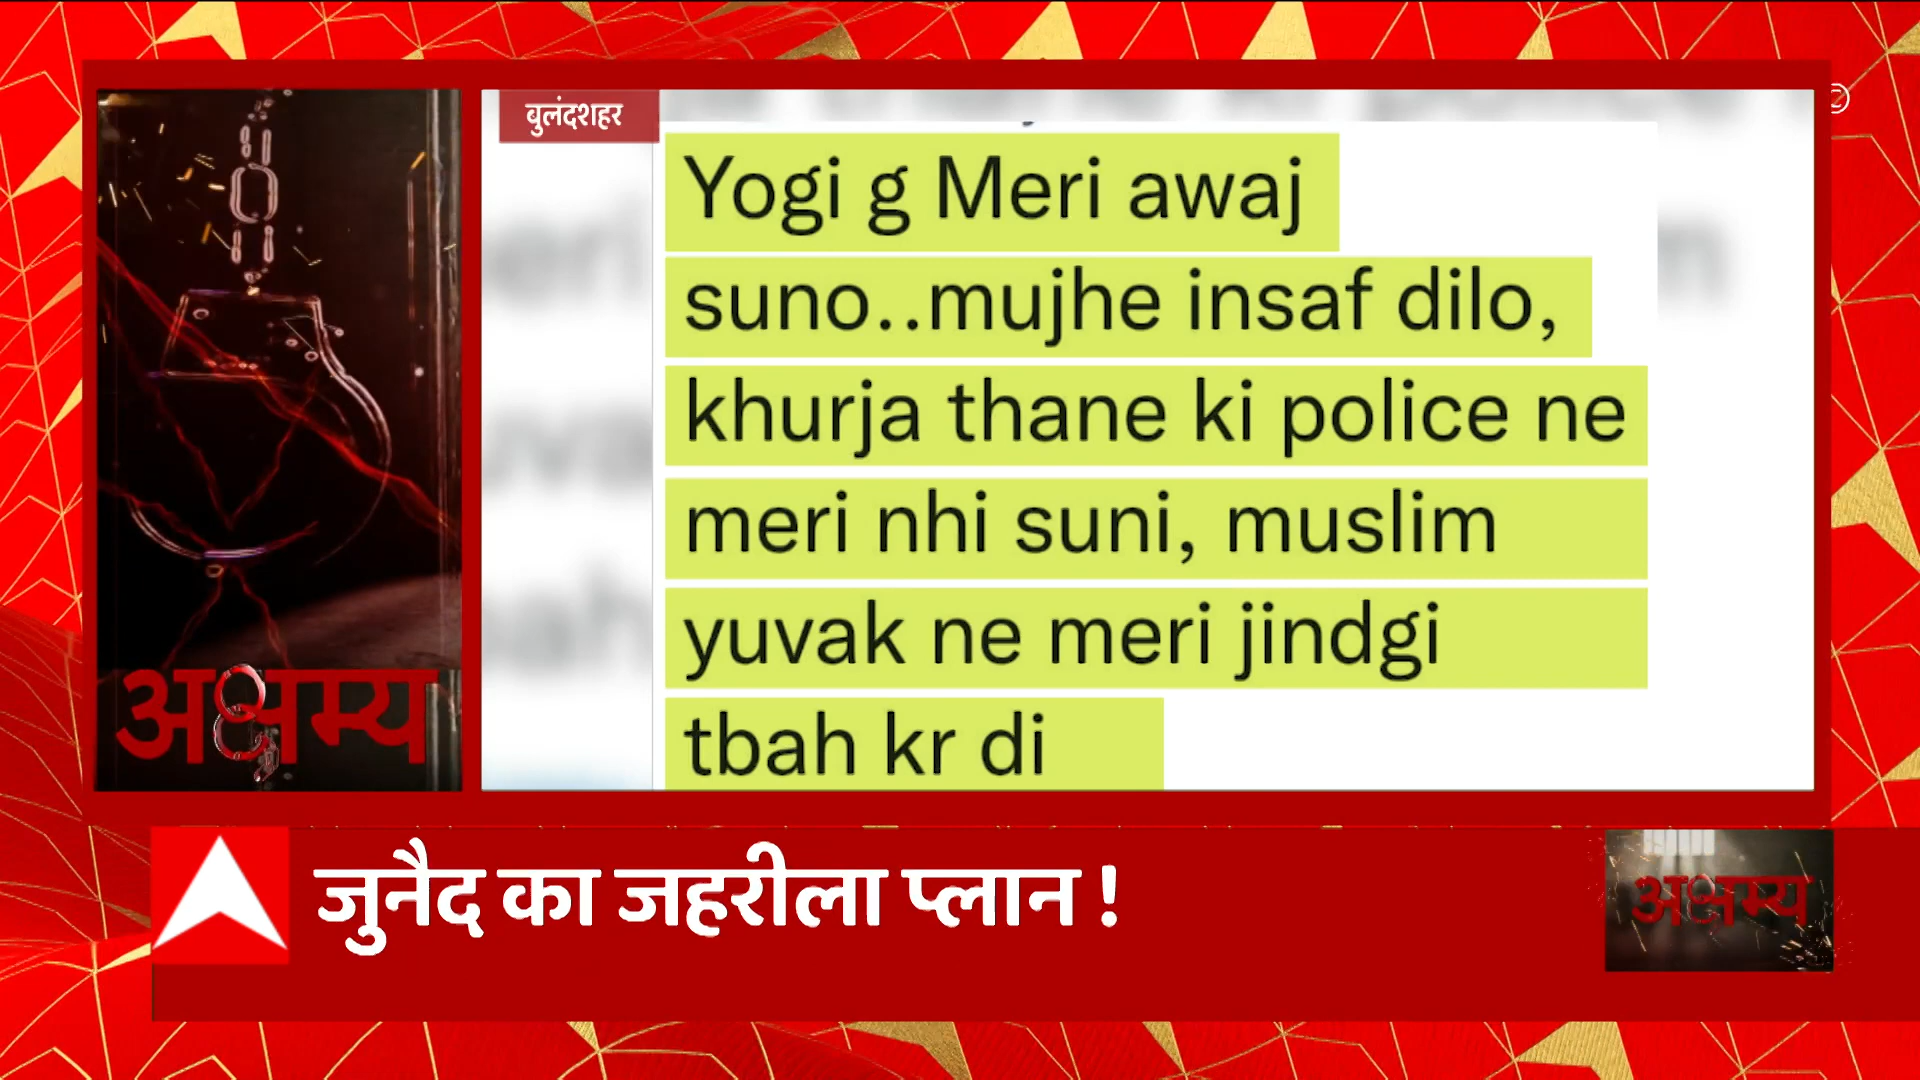 बुलंदशहर
Yogi g Meri awaj
suno..mujhe insaf dilo,
khurja thane ki police ne
meri nhi suni, muslim
yuvak ne meri jindgi
tbah kr di
अक्षम्य
जुनैद का जहरीला प्लान !
अक्षम्य